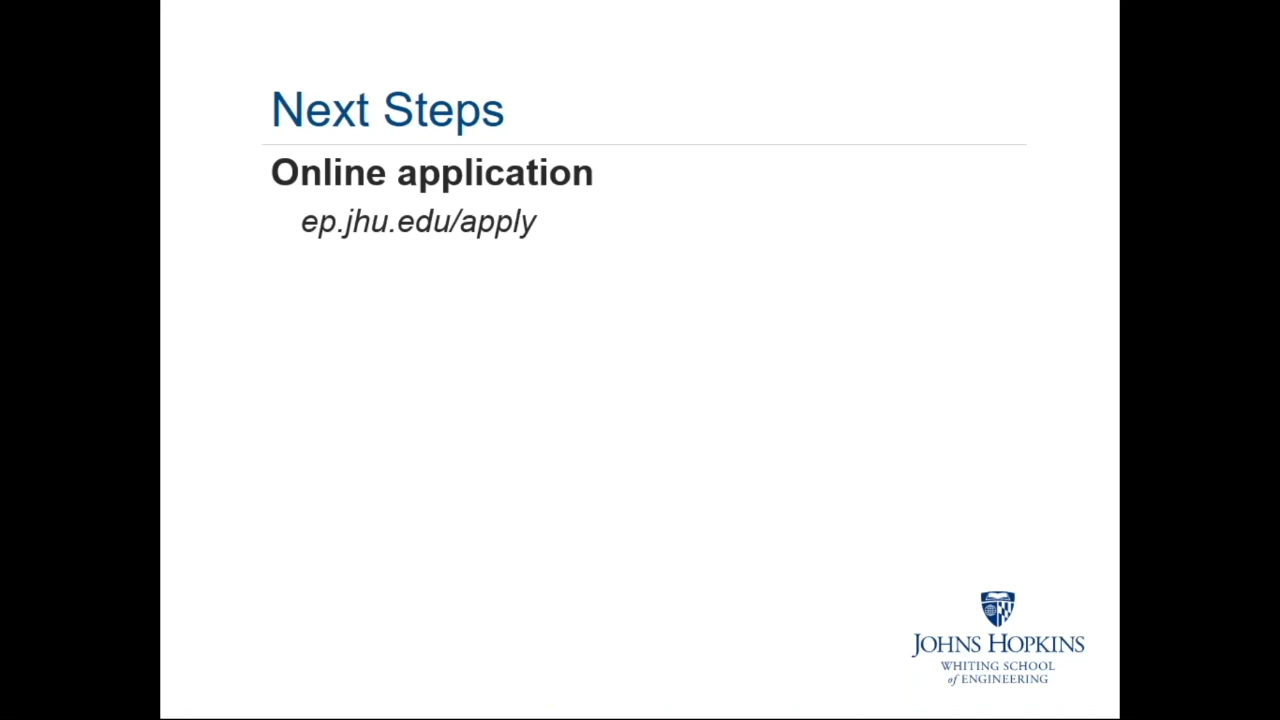 Next Steps
Online application
ep.jhu.edu/apply
JOHNS HOPKINS
WHITING SCHOOL
of ENGINEERING